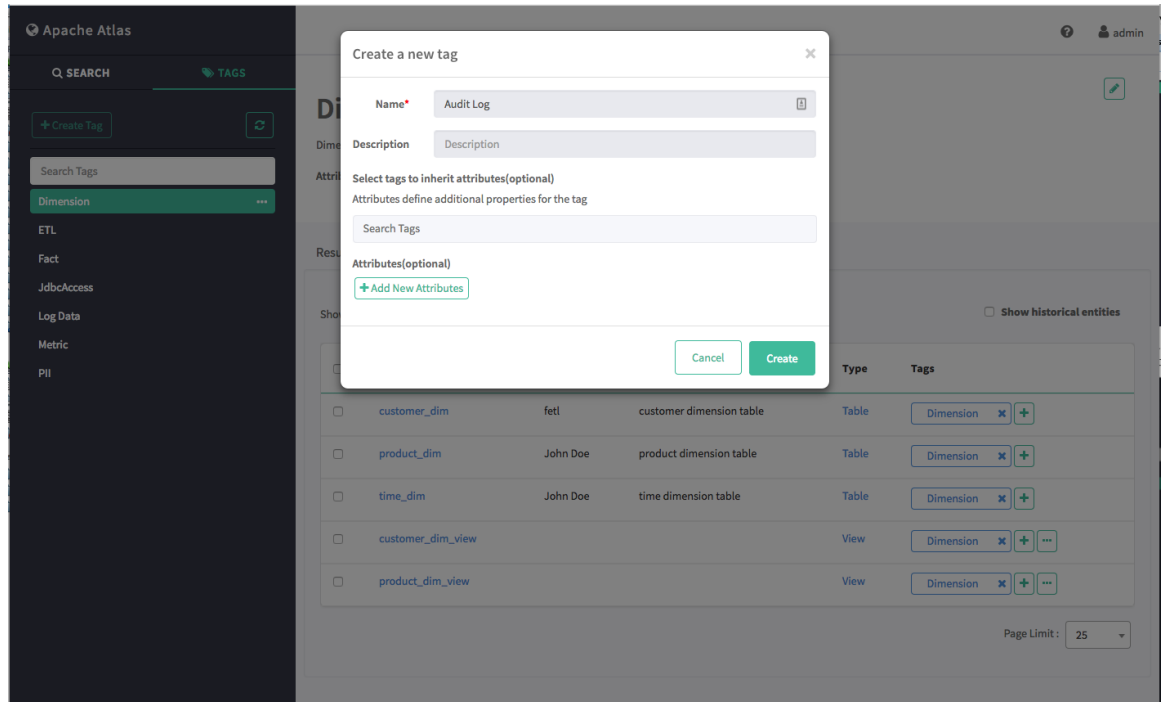 Apache Atlas
admin
SEARCH
TAGS
Create Tag
Search Tags
Dimension
ETL
Fact
JdbcAccess
Log Data
Metric
PII
Create a new tag
Name*
Audit Log
Description
Description
Select tags to inherit attributes(optional)
Attributes define additional properties for the tag
Search Tags
Attributes(optional)
Add New Attributes
Cancel
Create
Show historical entities
Type Tags
customer_dim fetl customer dimension table Table Dimension
product_dim John Doe product dimension table Table Dimension
time_dim John Doe time dimension table Table Dimension
customer_dim_view View Dimension
product_dim_view View Dimension
Page Limit : 25